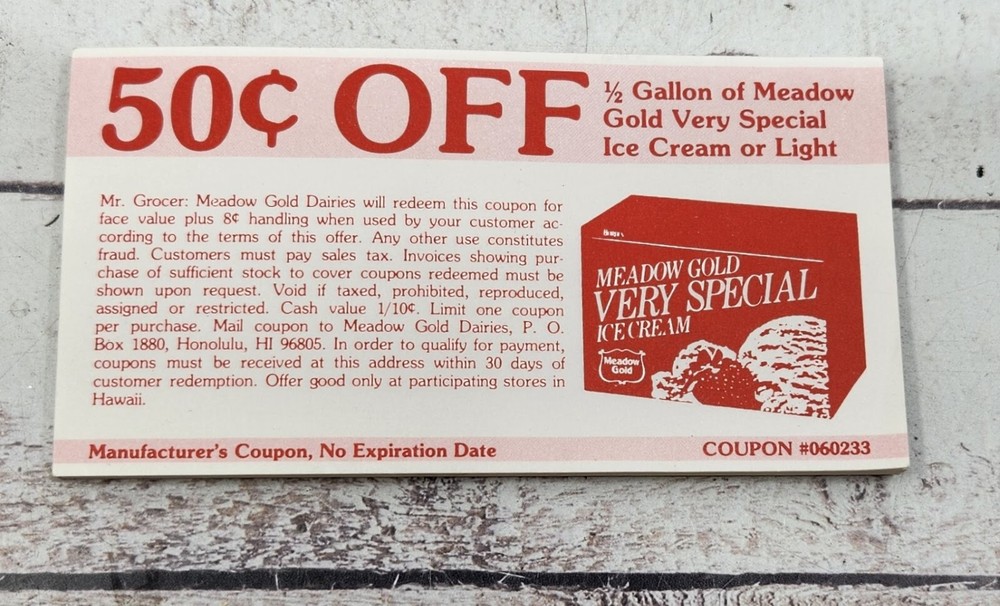 50¢ OFF
½ Gallon of Meadow
Gold Very Special
Ice Cream or Light
Mr. Grocer: Meadow Gold Dairies will redeem this coupon for
face value plus 8¢ handling when used by your customer ac-
cording to the terms of this offer. Any other use constitutes
fraud. Customers must pay sales tax. Invoices showing pur-
chase of sufficient stock to cover coupons redeemed must be
shown upon request. Void if taxed, prohibited, reproduced,
assigned or restricted. Cash value 1/10¢. Limit one coupon
per purchase. Mail coupon to Meadow Gold Dairies, P. O.
Box 1880, Honolulu, HI 96805. In order to qualify for payment,
coupons must be received at this address within 30 days of
customer redemption. Offer good only at participating stores in
Hawaii.
MEADOW GOLD
VERY SPECIAL
ICE CREAM
Meadow
Gold
Manufacturer's Coupon, No Expiration Date
COUPON #060233